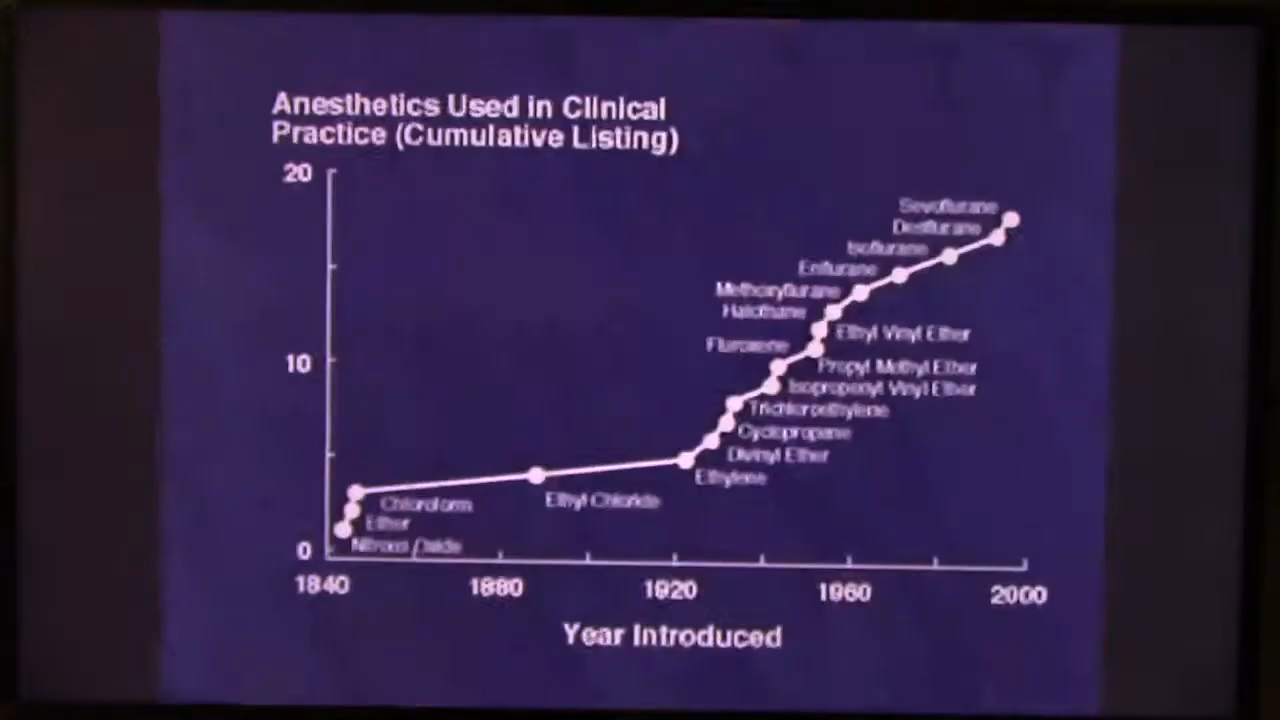 Anesthetics Used in Clinical
Practice (Cumulative Listing)
20
Sevoflurane
Desflurane
Isoflurane
Enflurane
Methoxyflurane
Halothane
Ethyl Vinyl Ether
Fluroxene
10
Propyl Methyl Ether
Isopropenyl Vinyl Ether
Trichloroethylene
Cyclopropane
Divinyl Ether
Ethylene
Chloroform
Ethyl Chloride
Ether
Nitrous Oxide
0
1840 1880 1920 1960 2000
Year Introduced